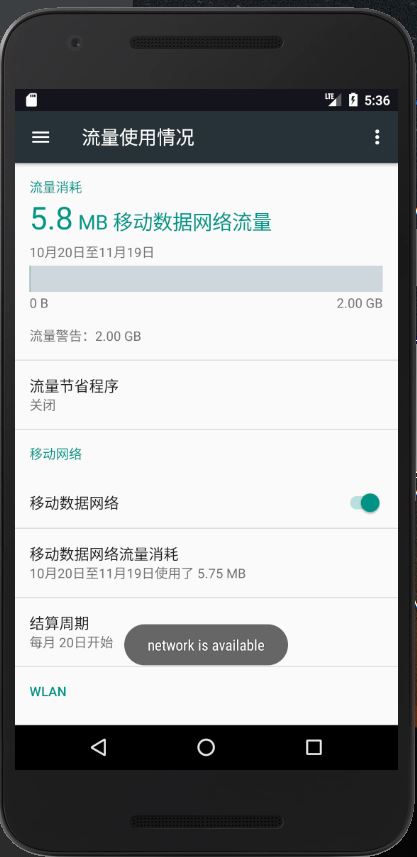 LTE 5:36
流量使用情况
流量消耗
5.8 MB 移动数据网络流量
10月20日至11月19日
0 B 2.00 GB
流量警告：2.00 GB
流量节省程序
关闭
移动网络
移动数据网络
移动数据网络流量消耗
10月20日至11月19日使用了 5.75 MB
结算周期
每月 20日开始
network is available
WLAN